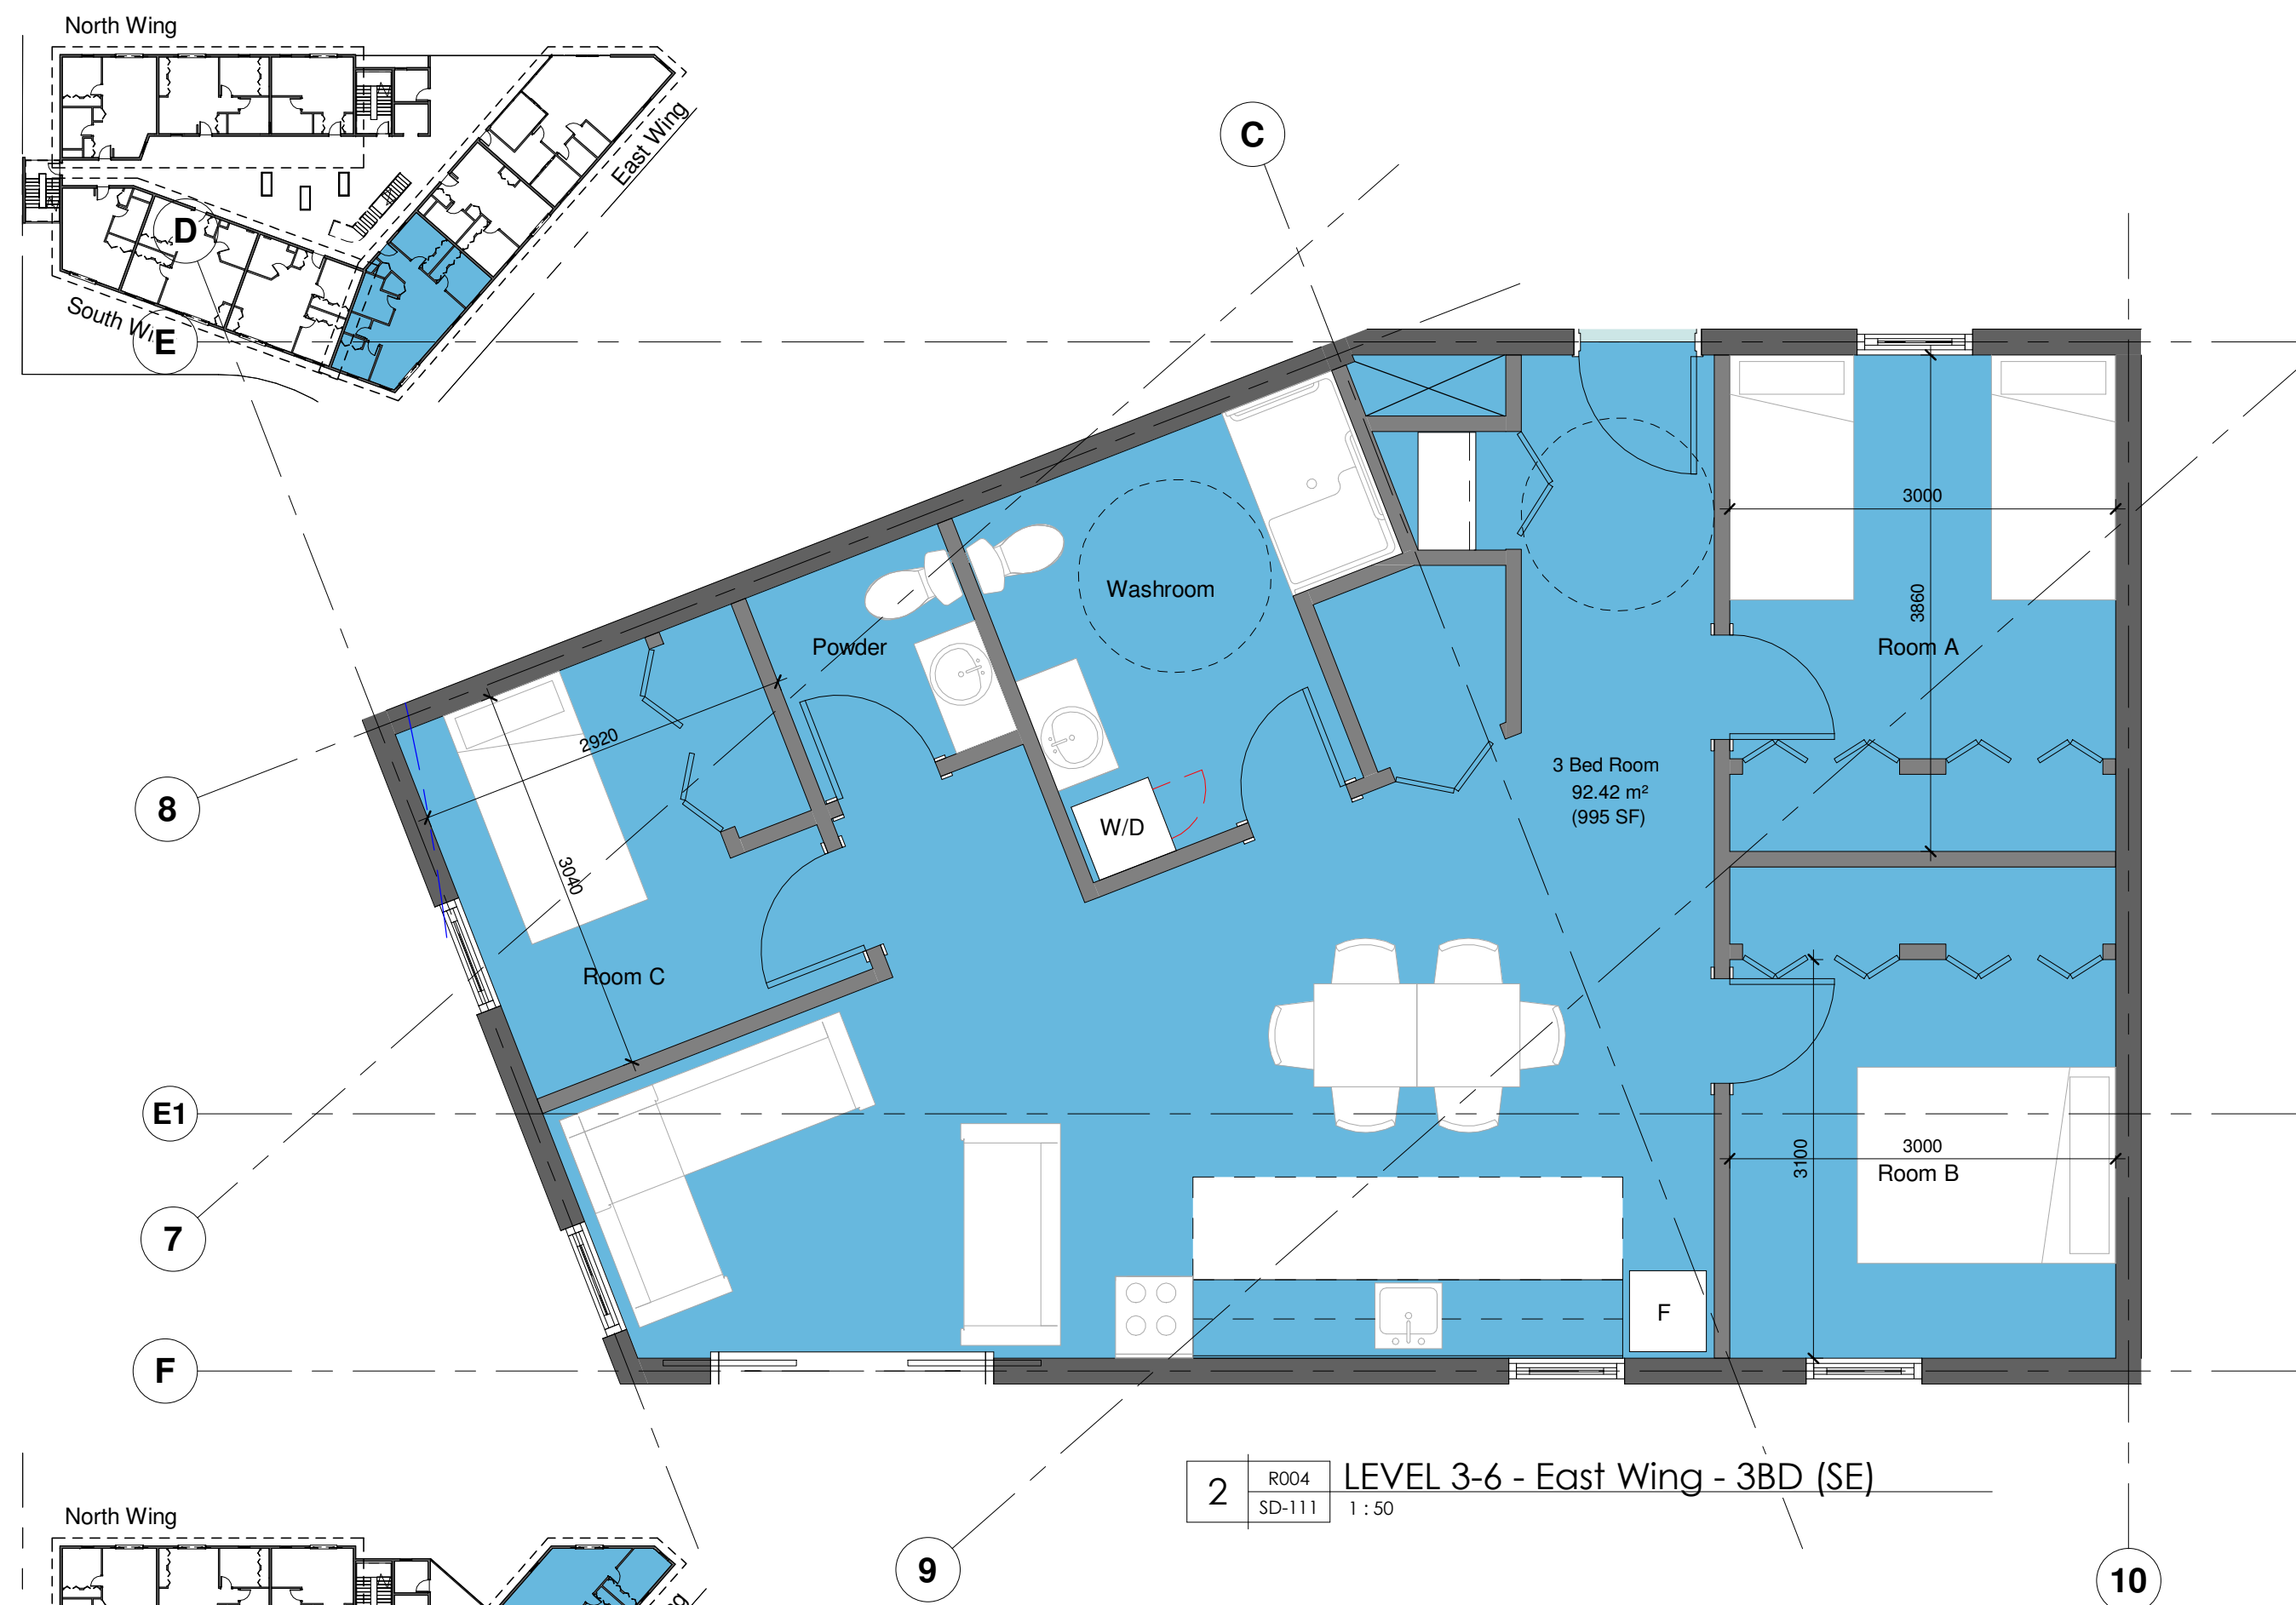 North Wing
East Wing
C
D
South Wi
E
3000
3860
Washroom
Powder
Room A
2920
3 Bed Room
92.42 m²
(995 SF)
8
W/D
3040
Room C
E1
3000
3100
Room B
7
F
F
2
R004
SD-111
LEVEL 3-6 - East Wing - 3BD (SE)
1 : 50
North Wing
9
10